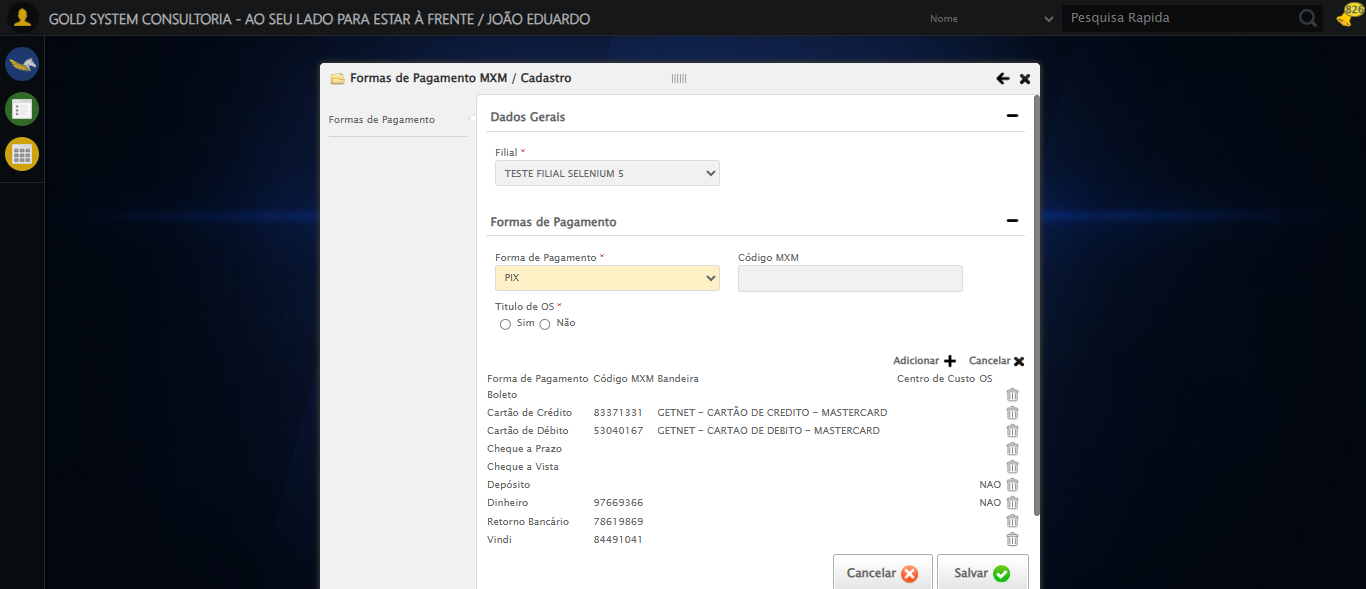 GOLD SYSTEM CONSULTORIA - AO SEU LADO PARA ESTAR À FRENTE / JOÃO EDUARDO
Nome
Pesquisa Rapida
826
Formas de Pagamento MXM / Cadastro
Formas de Pagamento
Dados Gerais
Filial *
TESTE FILIAL SELENIUM 5
Formas de Pagamento
Forma de Pagamento * Código MXM
PIX
Titulo de OS *
Sim Não
Adicionar Cancelar
Forma de Pagamento Código MXM Bandeira Centro de Custo OS
Boleto
Cartão de Crédito 83371331 GETNET - CARTÃO DE CREDITO - MASTERCARD
Cartão de Débito 53040167 GETNET - CARTAO DE DEBITO - MASTERCARD
Cheque a Prazo
Cheque a Vista
Depósito NAO
Dinheiro 97669366 NAO
Retorno Bancário 78619869
Vindi 84491041
Cancelar Salvar